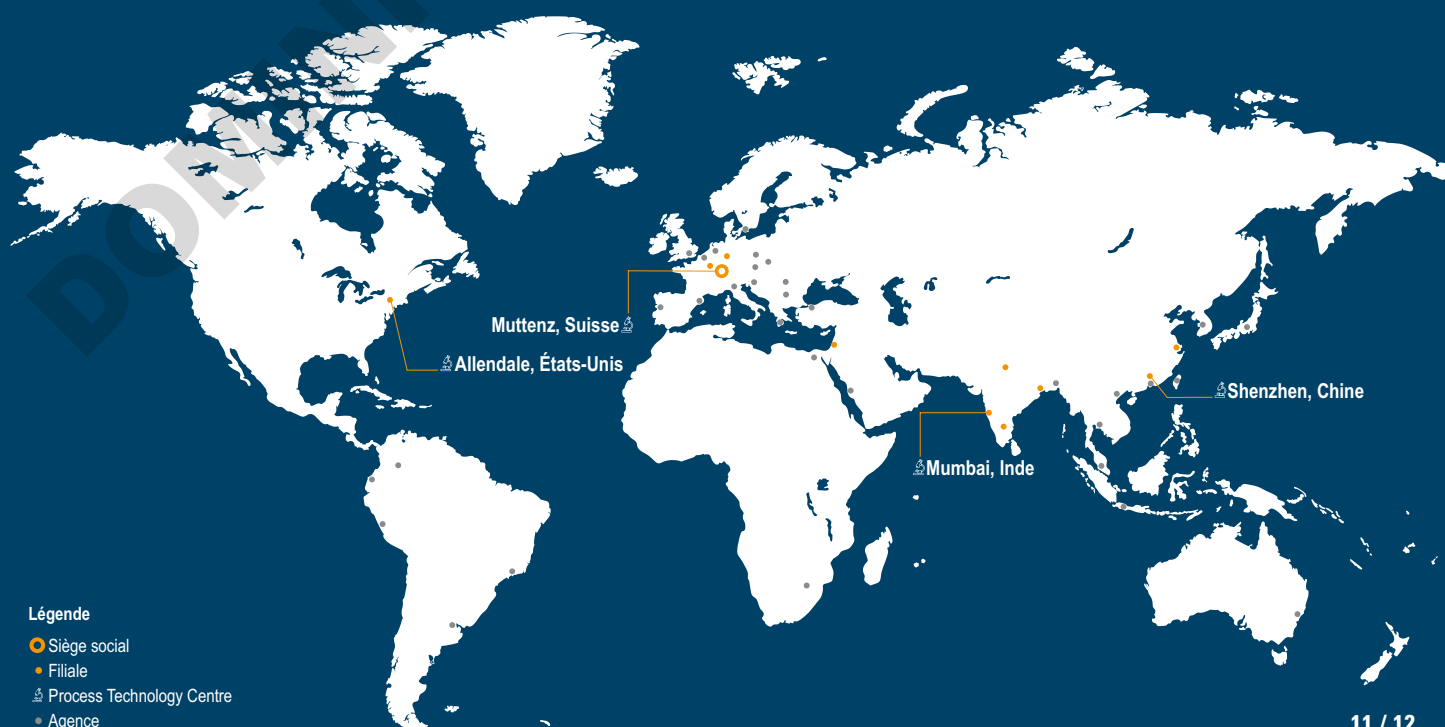 Muttenz, Suisse
Allendale, États-Unis
Shenzhen, Chine
Mumbai, Inde
Légende
Siège social
Filiale
Process Technology Centre
Agence
11 / 12